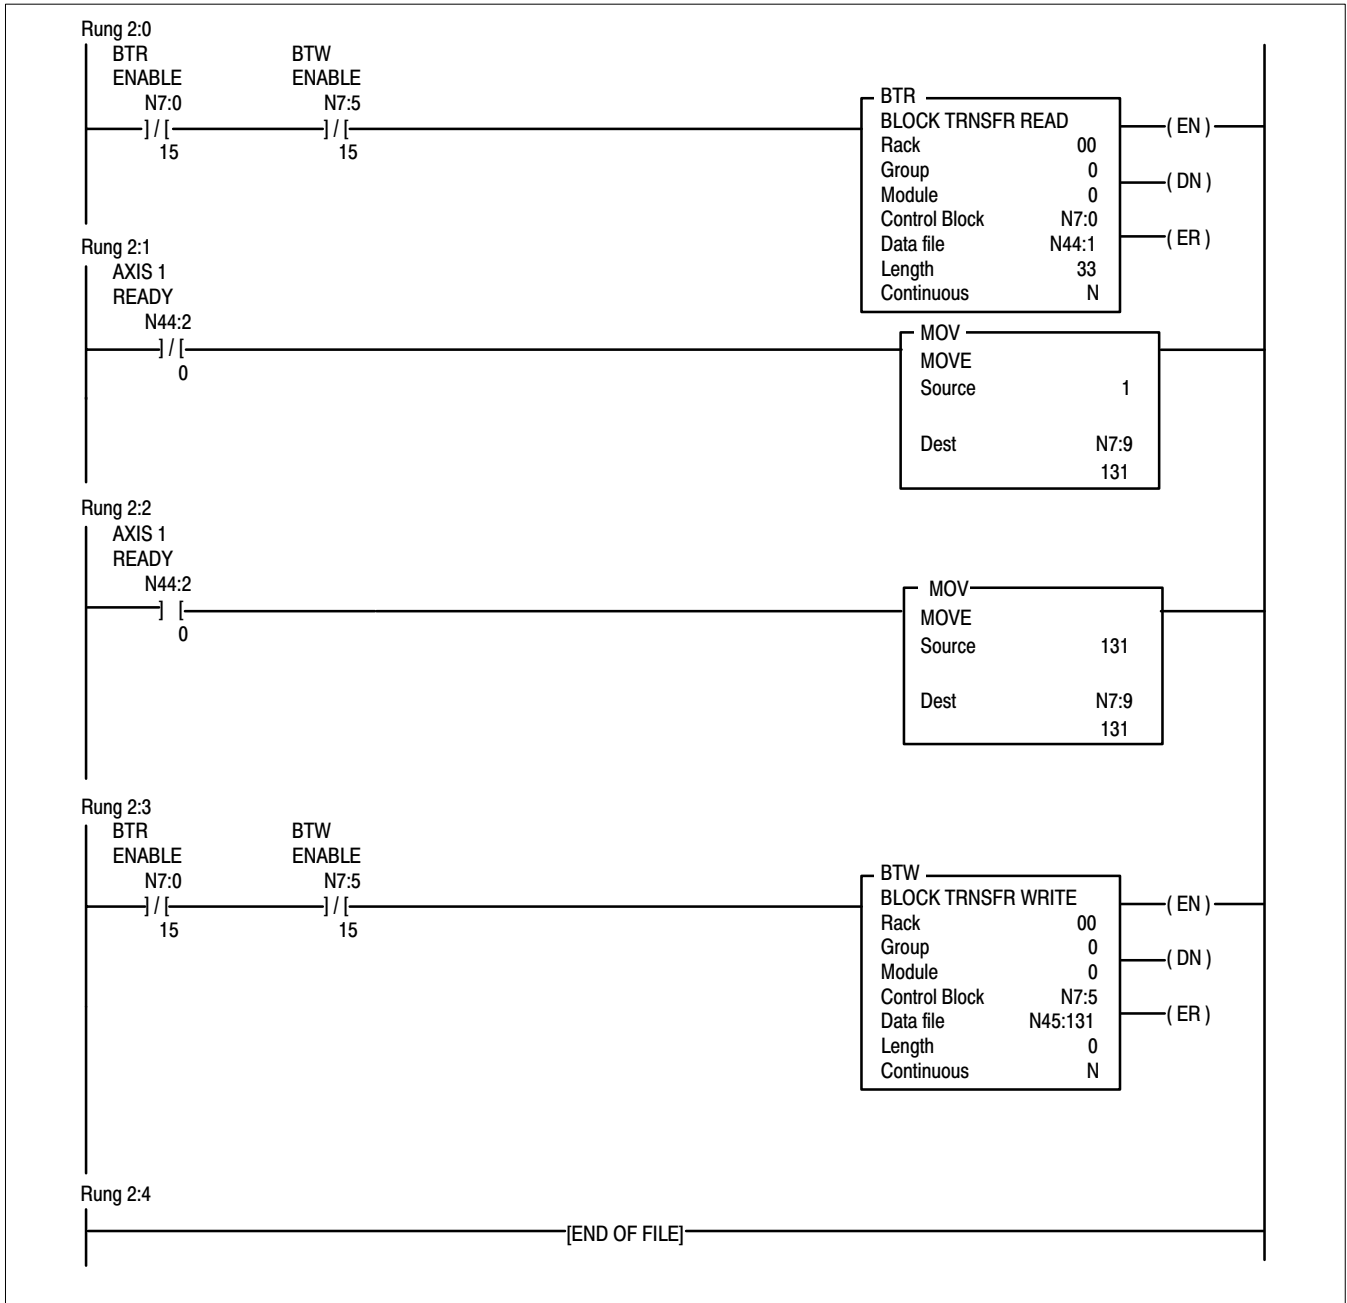 Rung 2:0
BTR BTW
ENABLE ENABLE
N7:0 N7:5
] / [ ] / [
15 15
BTR
BLOCK TRNSFR READ ( EN )
Rack 00
Group 0 ( DN )
Module 0
Control Block N7:0
Data file N44:1 ( ER )
Length 33
Continuous N
Rung 2:1
AXIS 1
READY
N44:2
] / [
0
MOV
MOVE
Source 1
Dest N7:9
131
Rung 2:2
AXIS 1
READY
N44:2
] [
0
MOV
MOVE
Source 131
Dest N7:9
131
Rung 2:3
BTR BTW
ENABLE ENABLE
N7:0 N7:5
] / [ ] / [
15 15
BTW
BLOCK TRNSFR WRITE ( EN )
Rack 00
Group 0 ( DN )
Module 0
Control Block N7:5
Data file N45:131 ( ER )
Length 0
Continuous N
Rung 2:4
[END OF FILE]